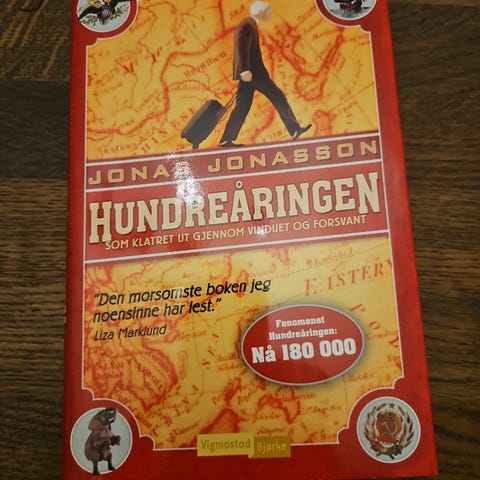 JONAS JONASSON
HUNDREÅRINGEN
SOM KLATRET UT GJENNOM VINDUET OG FORSVANT
"Den morsomste boken jeg
noensinne har lest."
Liza Marklund
Fenomenet
Hundreåringen:
Nå 180 000
EASTERN
Vigmostad Bjørke